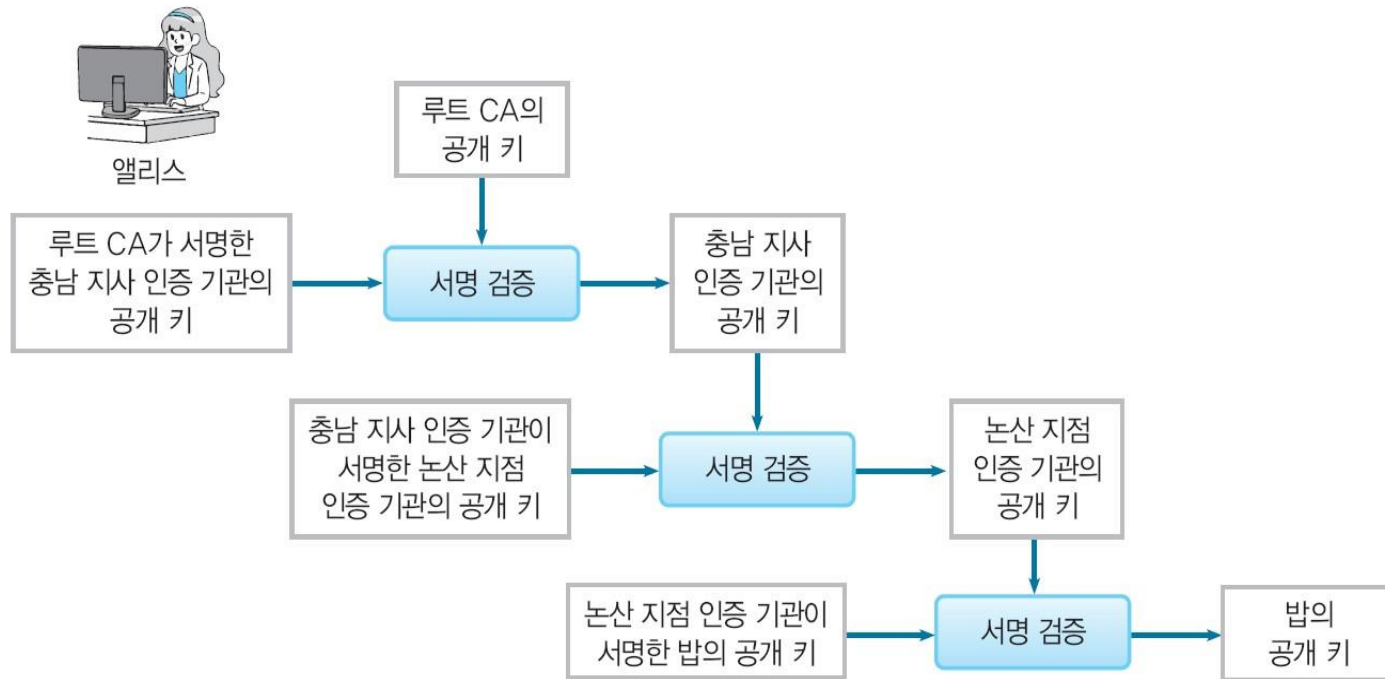 앨리스
루트 CA의
공개 키
루트 CA가 서명한
충남 지사 인증 기관의
공개 키
서명 검증
충남 지사
인증 기관의
공개 키
충남 지사 인증 기관이
서명한 논산 지점
인증 기관의 공개 키
서명 검증
논산 지점
인증 기관의
공개 키
논산 지점 인증 기관이
서명한 밥의 공개 키
서명 검증
밥의
공개 키